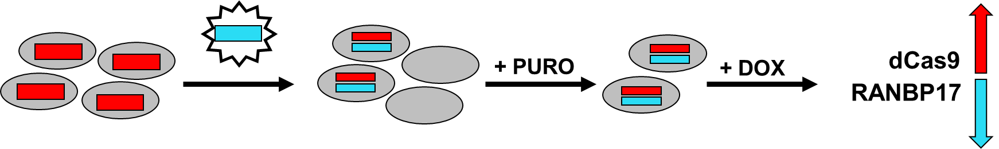 + PURO
+ DOX
dCas9
RANBP17